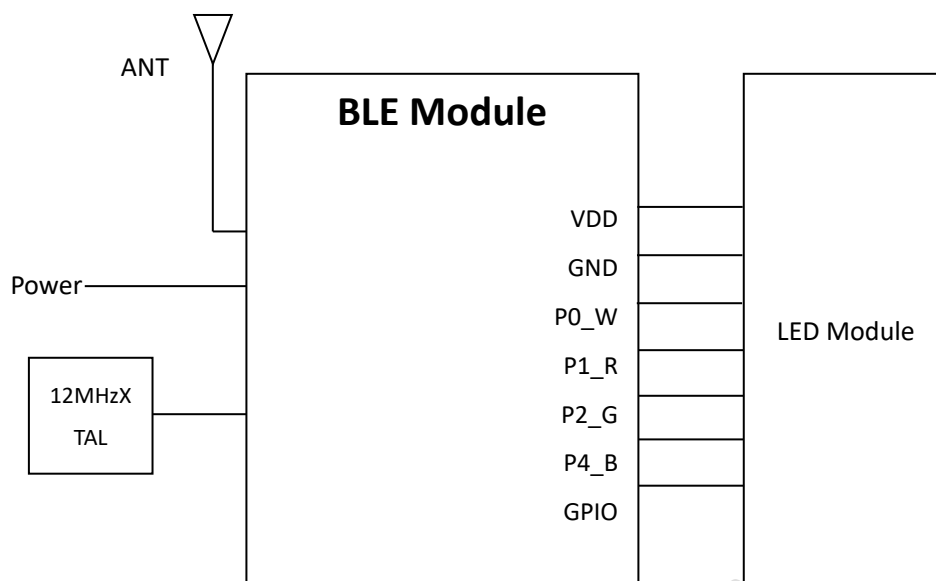 ANT
BLE Module
VDD
GND
Power
P0_W
LED Module
P1_R
12MHzX
TAL
P2_G
P4_B
GPIO